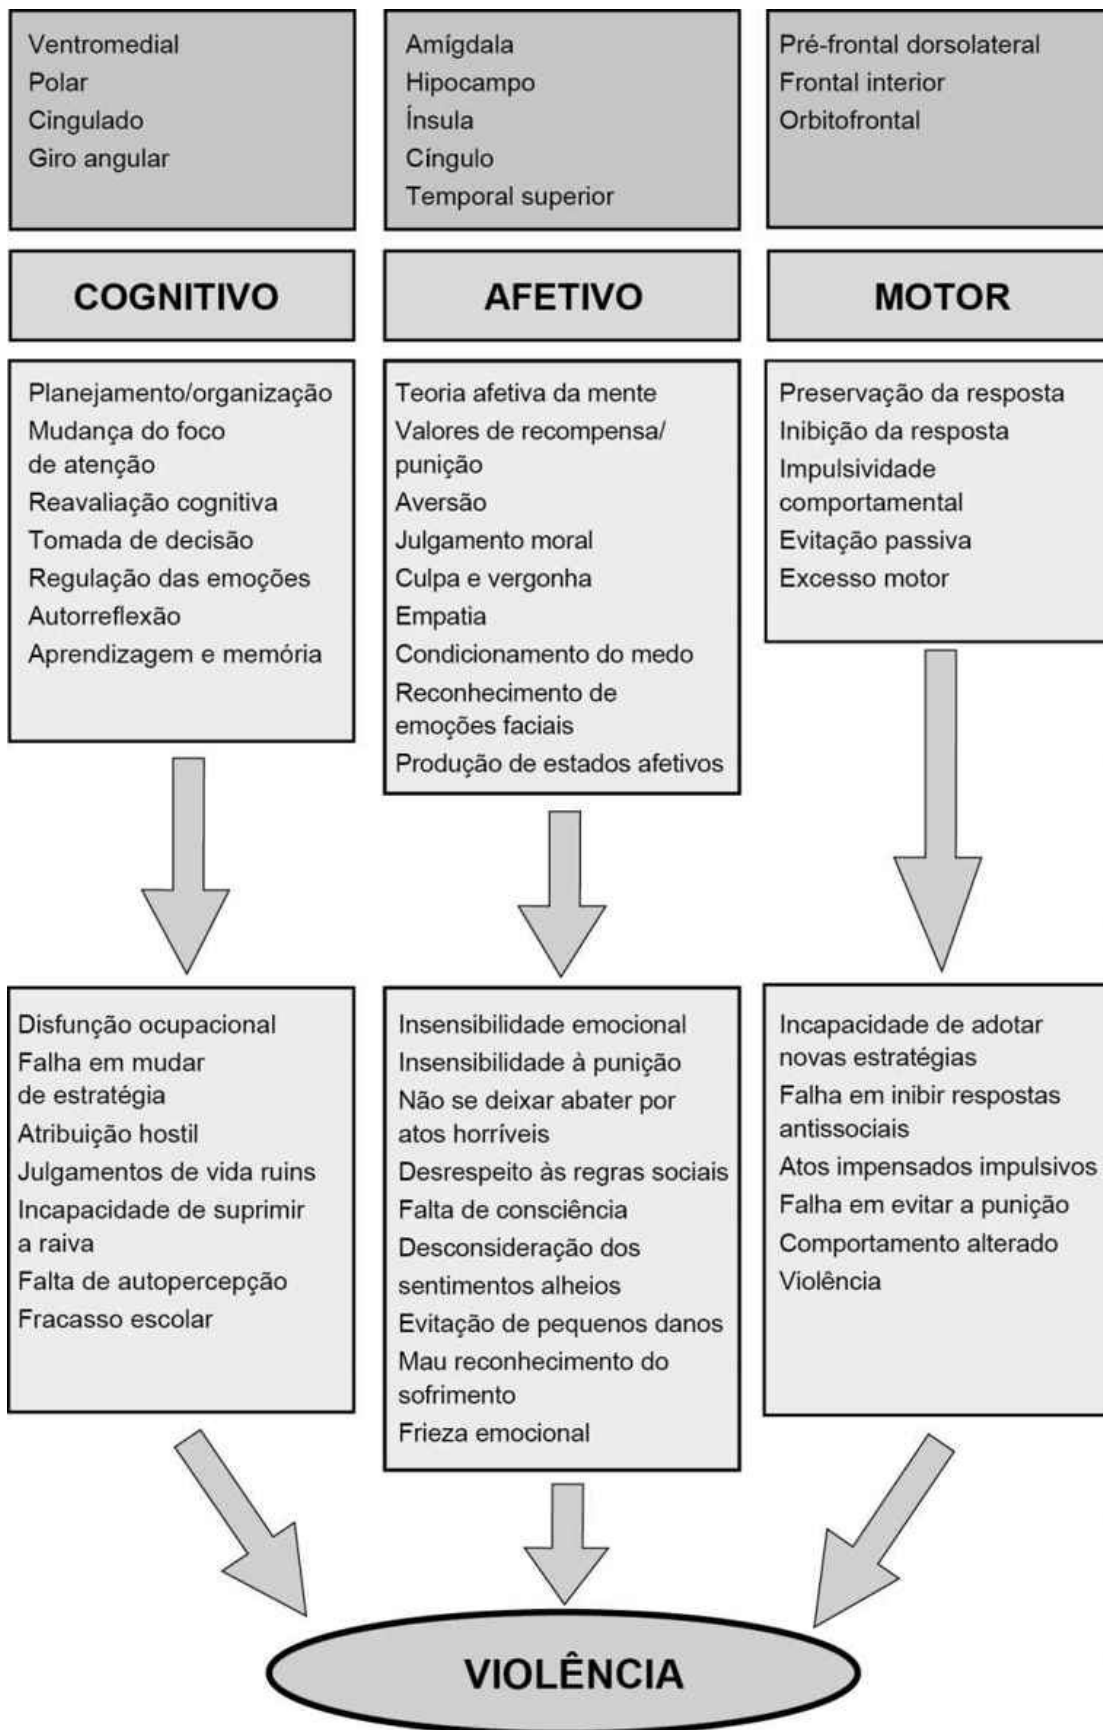 Ventromedial
Polar
Cingulado
Giro angular
Amígdala
Hipocampo
Ínsula
Cíngulo
Temporal superior
Pré-frontal dorsolateral
Frontal interior
Orbitofrontal
COGNITIVO
AFETIVO
MOTOR
Planejamento/organização
Mudança do foco
de atenção
Reavaliação cognitiva
Tomada de decisão
Regulação das emoções
Autorreflexão
Aprendizagem e memória
Teoria afetiva da mente
Valores de recompensa/
punição
Aversão
Julgamento moral
Culpa e vergonha
Empatia
Condicionamento do medo
Reconhecimento de
emoções faciais
Produção de estados afetivos
Preservação da resposta
Inibição da resposta
Impulsividade
comportamental
Evitação passiva
Excesso motor
Disfunção ocupacional
Falha em mudar
de estratégia
Atribuição hostil
Julgamentos de vida ruins
Incapacidade de suprimir
a raiva
Falta de autopercepção
Fracasso escolar
Insensibilidade emocional
Insensibilidade à punição
Não se deixar abater por
atos horríveis
Desrespeito às regras sociais
Falta de consciência
Desconsideração dos
sentimentos alheios
Evitação de pequenos danos
Mau reconhecimento do
sofrimento
Frieza emocional
Incapacidade de adotar
novas estratégias
Falha em inibir respostas
antissociais
Atos impensados impulsivos
Falha em evitar a punição
Comportamento alterado
Violência
VIOLÊNCIA